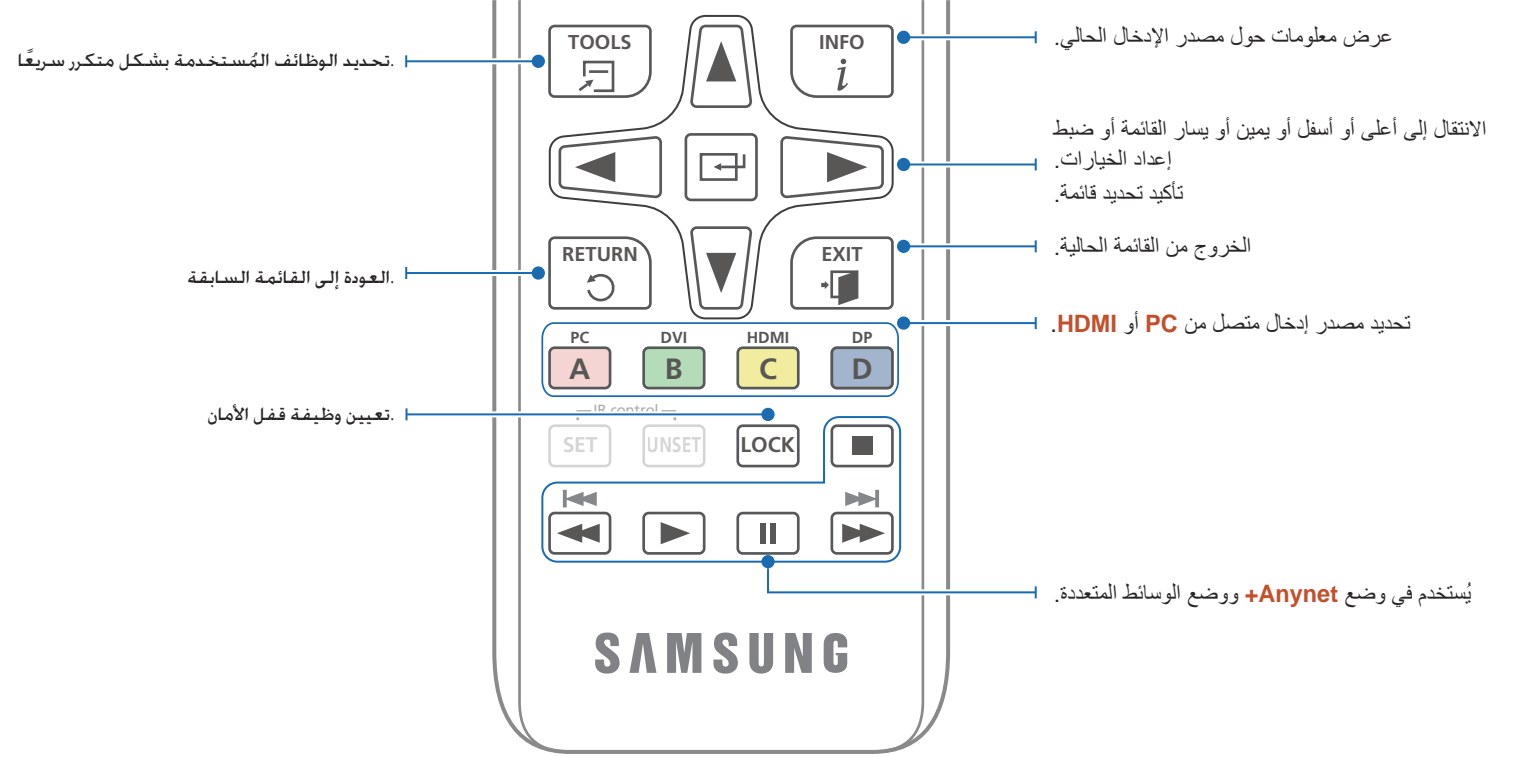 TOOLS
INFO
عرض معلومات حول مصدر الإدخال الحالي.
تحديد الوظائف المُستخدمة بشكل متكرر سريعًا.
الانتقال إلى أعلى أو أسفل أو يمين أو يسار القائمة أو ضبط
إعداد الخيارات.
تأكيد تحديد قائمة.
RETURN
EXIT
الخروج من القائمة الحالية.
العودة إلى القائمة السابقة.
تحديد مصدر إدخال متصل من PC أو HDMI.
PC DVI HDMI DP
A B C D
تعيين وظيفة قفل الأمان.
IR control
SET UNSET LOCK
يُستخدم في وضع Anynet+ ووضع الوسائط المتعددة.
SAMSUNG